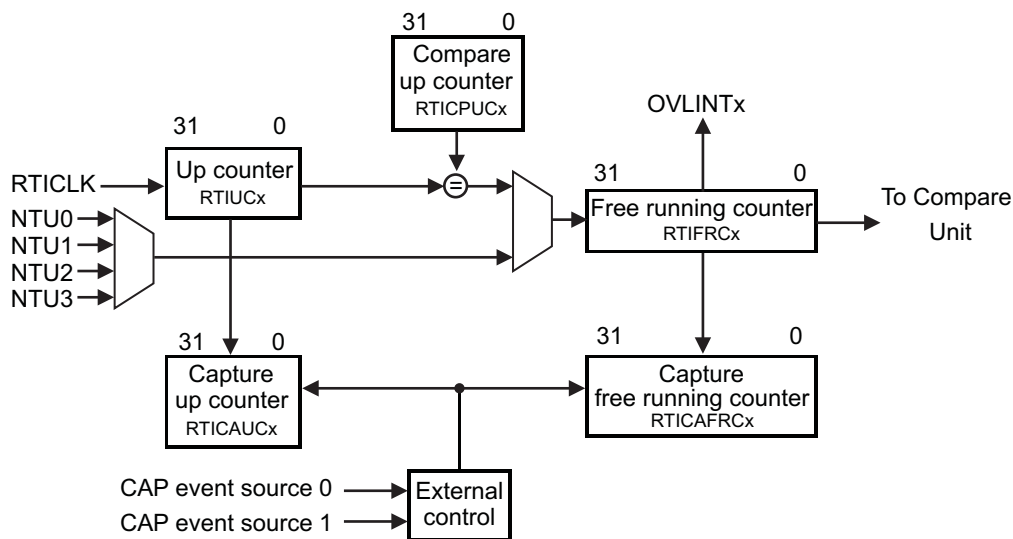 31 0
Compare
up counter
RTICPUCx
OVLINTx
31 0
RTICLK
Up counter
RTIUCx
=
31 0
Free running counter
RTIFRCx
To Compare
Unit
NTU0
NTU1
NTU2
NTU3
31 0
Capture
up counter
RTICAUCx
31 0
Capture
free running counter
RTICAFRCx
CAP event source 0
CAP event source 1
External
control